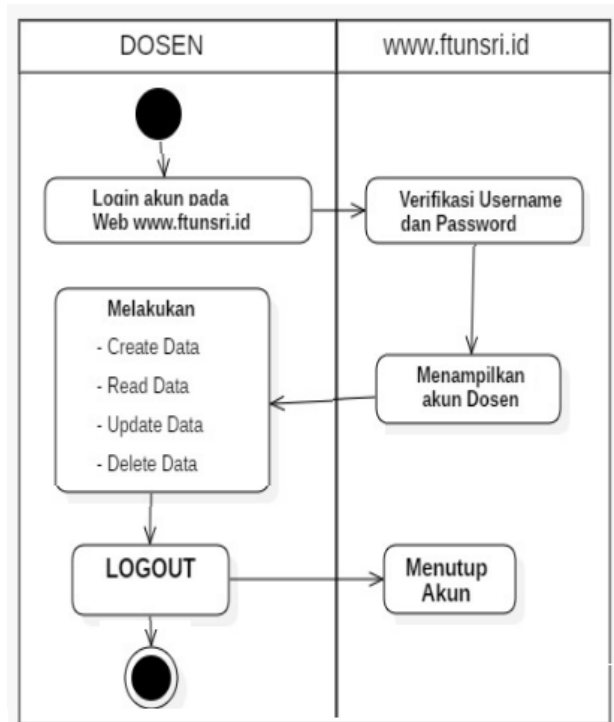 DOSEN
www.ftunsri.id
Login akun pada
Web www.ftunsri.id
Verifikasi Username
dan Password
Melakukan
- Create Data
- Read Data
- Update Data
- Delete Data
Menampilkan
akun Dosen
LOGOUT
Menutup
Akun